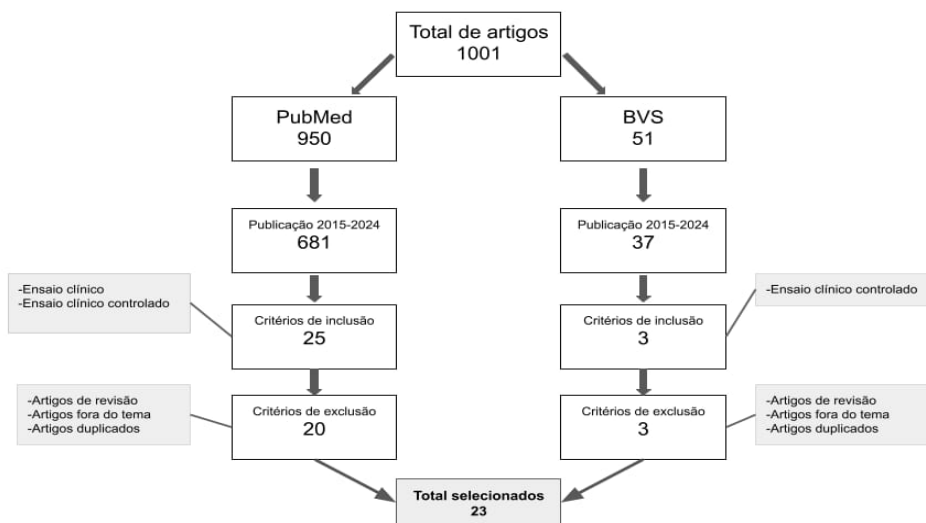 Total de artigos
1001
PubMed
950
BVS
51
Publicação 2015-2024
681
Publicação 2015-2024
37
-Ensaio clínico
-Ensaio clínico controlado
-Ensaio clínico controlado
Critérios de inclusão
25
Critérios de inclusão
3
-Artigos de revisão
-Artigos fora do tema
-Artigos duplicados
Critérios de exclusão
20
Critérios de exclusão
3
-Artigos de revisão
-Artigos fora do tema
-Artigos duplicados
Total selecionados
23